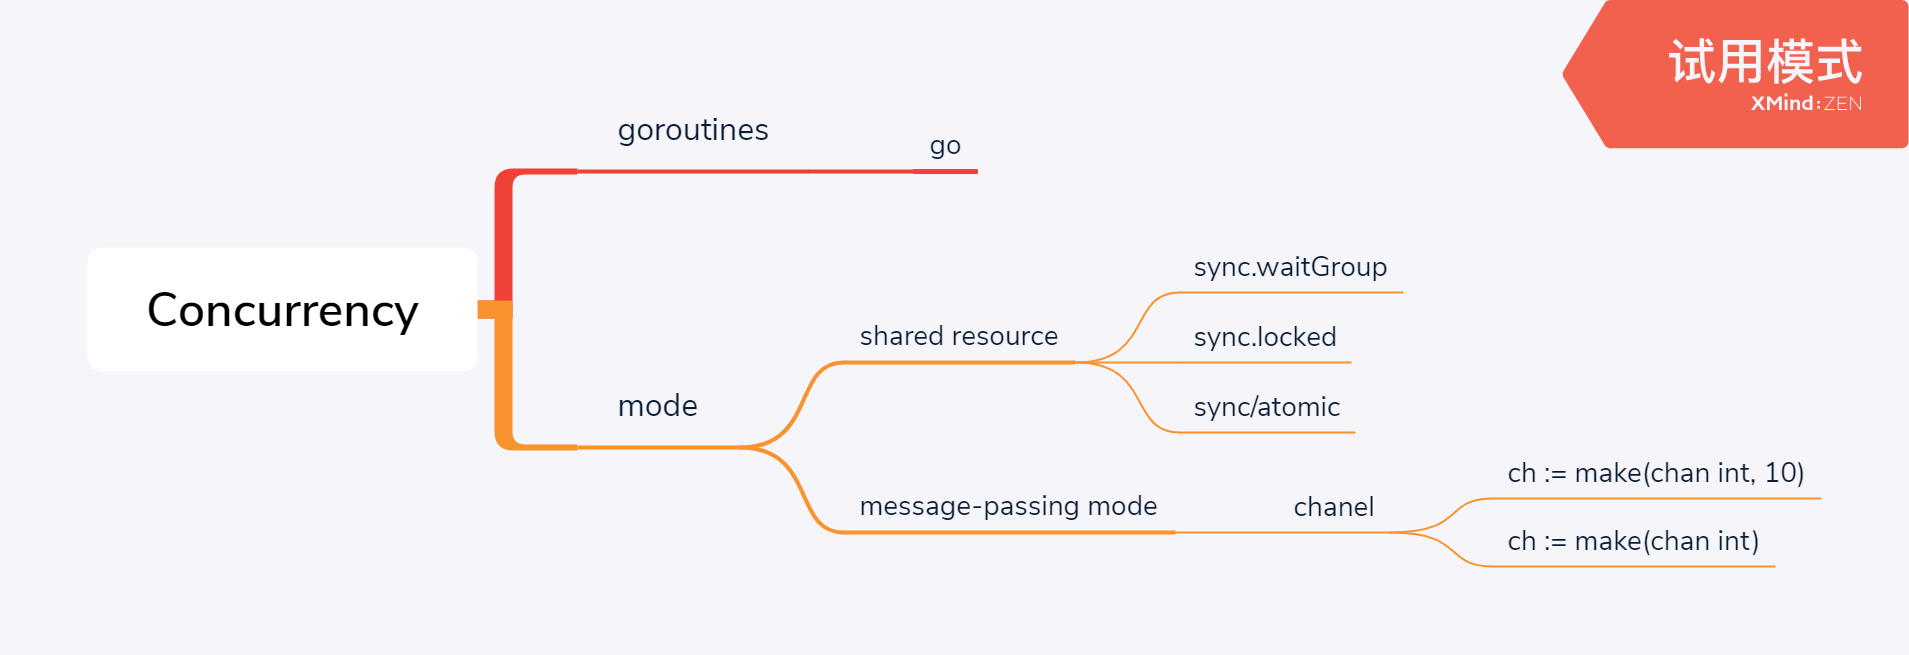 试用模式
XMind:ZEN
goroutines
go
Concurrency
sync.waitGroup
shared resource
sync.locked
mode
sync/atomic
ch := make(chan int, 10)
message-passing mode
chanel
ch := make(chan int)